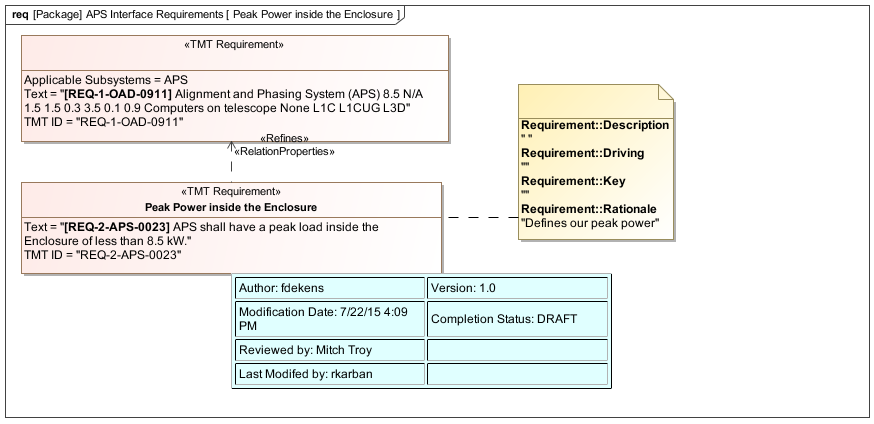 req [Package] APS Interface Requirements [ Peak Power inside the Enclosure ]
«TMT Requirement»
Applicable Subsystems = APS
Text = "[REQ-1-OAD-0911] Alignment and Phasing System (APS) 8.5 N/A
1.5 1.5 0.3 3.5 0.1 0.9 Computers on telescope None L1C L1CUG L3D"
TMT ID = "REQ-1-OAD-0911"
«Refines»
«RelationProperties»
«TMT Requirement»
Peak Power inside the Enclosure
Text = "[REQ-2-APS-0023] APS shall have a peak load inside the
Enclosure of less than 8.5 kW."
TMT ID = "REQ-2-APS-0023"
Requirement::Description
" "
Requirement::Driving
""
Requirement::Key
""
Requirement::Rationale
"Defines our peak power"
Author: fdekens
Version: 1.0
Modification Date: 7/22/15 4:09
PM
Completion Status: DRAFT
Reviewed by: Mitch Troy
Last Modifed by: rkarban